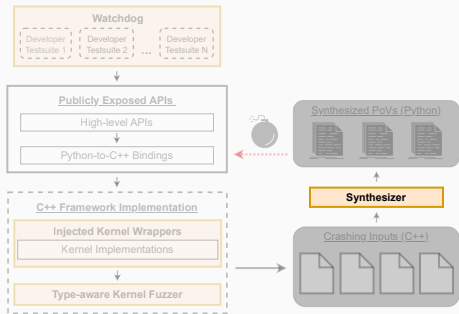 Watchdog
Developer
Testsuite 1
Developer
Testsuite 2
...
Developer
Testsuite N
Publicly Exposed APIs
High-level APIs
Python-to-C++ Bindings
C++ Framework Implementation
Injected Kernel Wrappers
Kernel Implementations
Type-aware Kernel Fuzzer
Synthesized PoVs (Python)
Synthesizer
Crashing Inputs (C++)